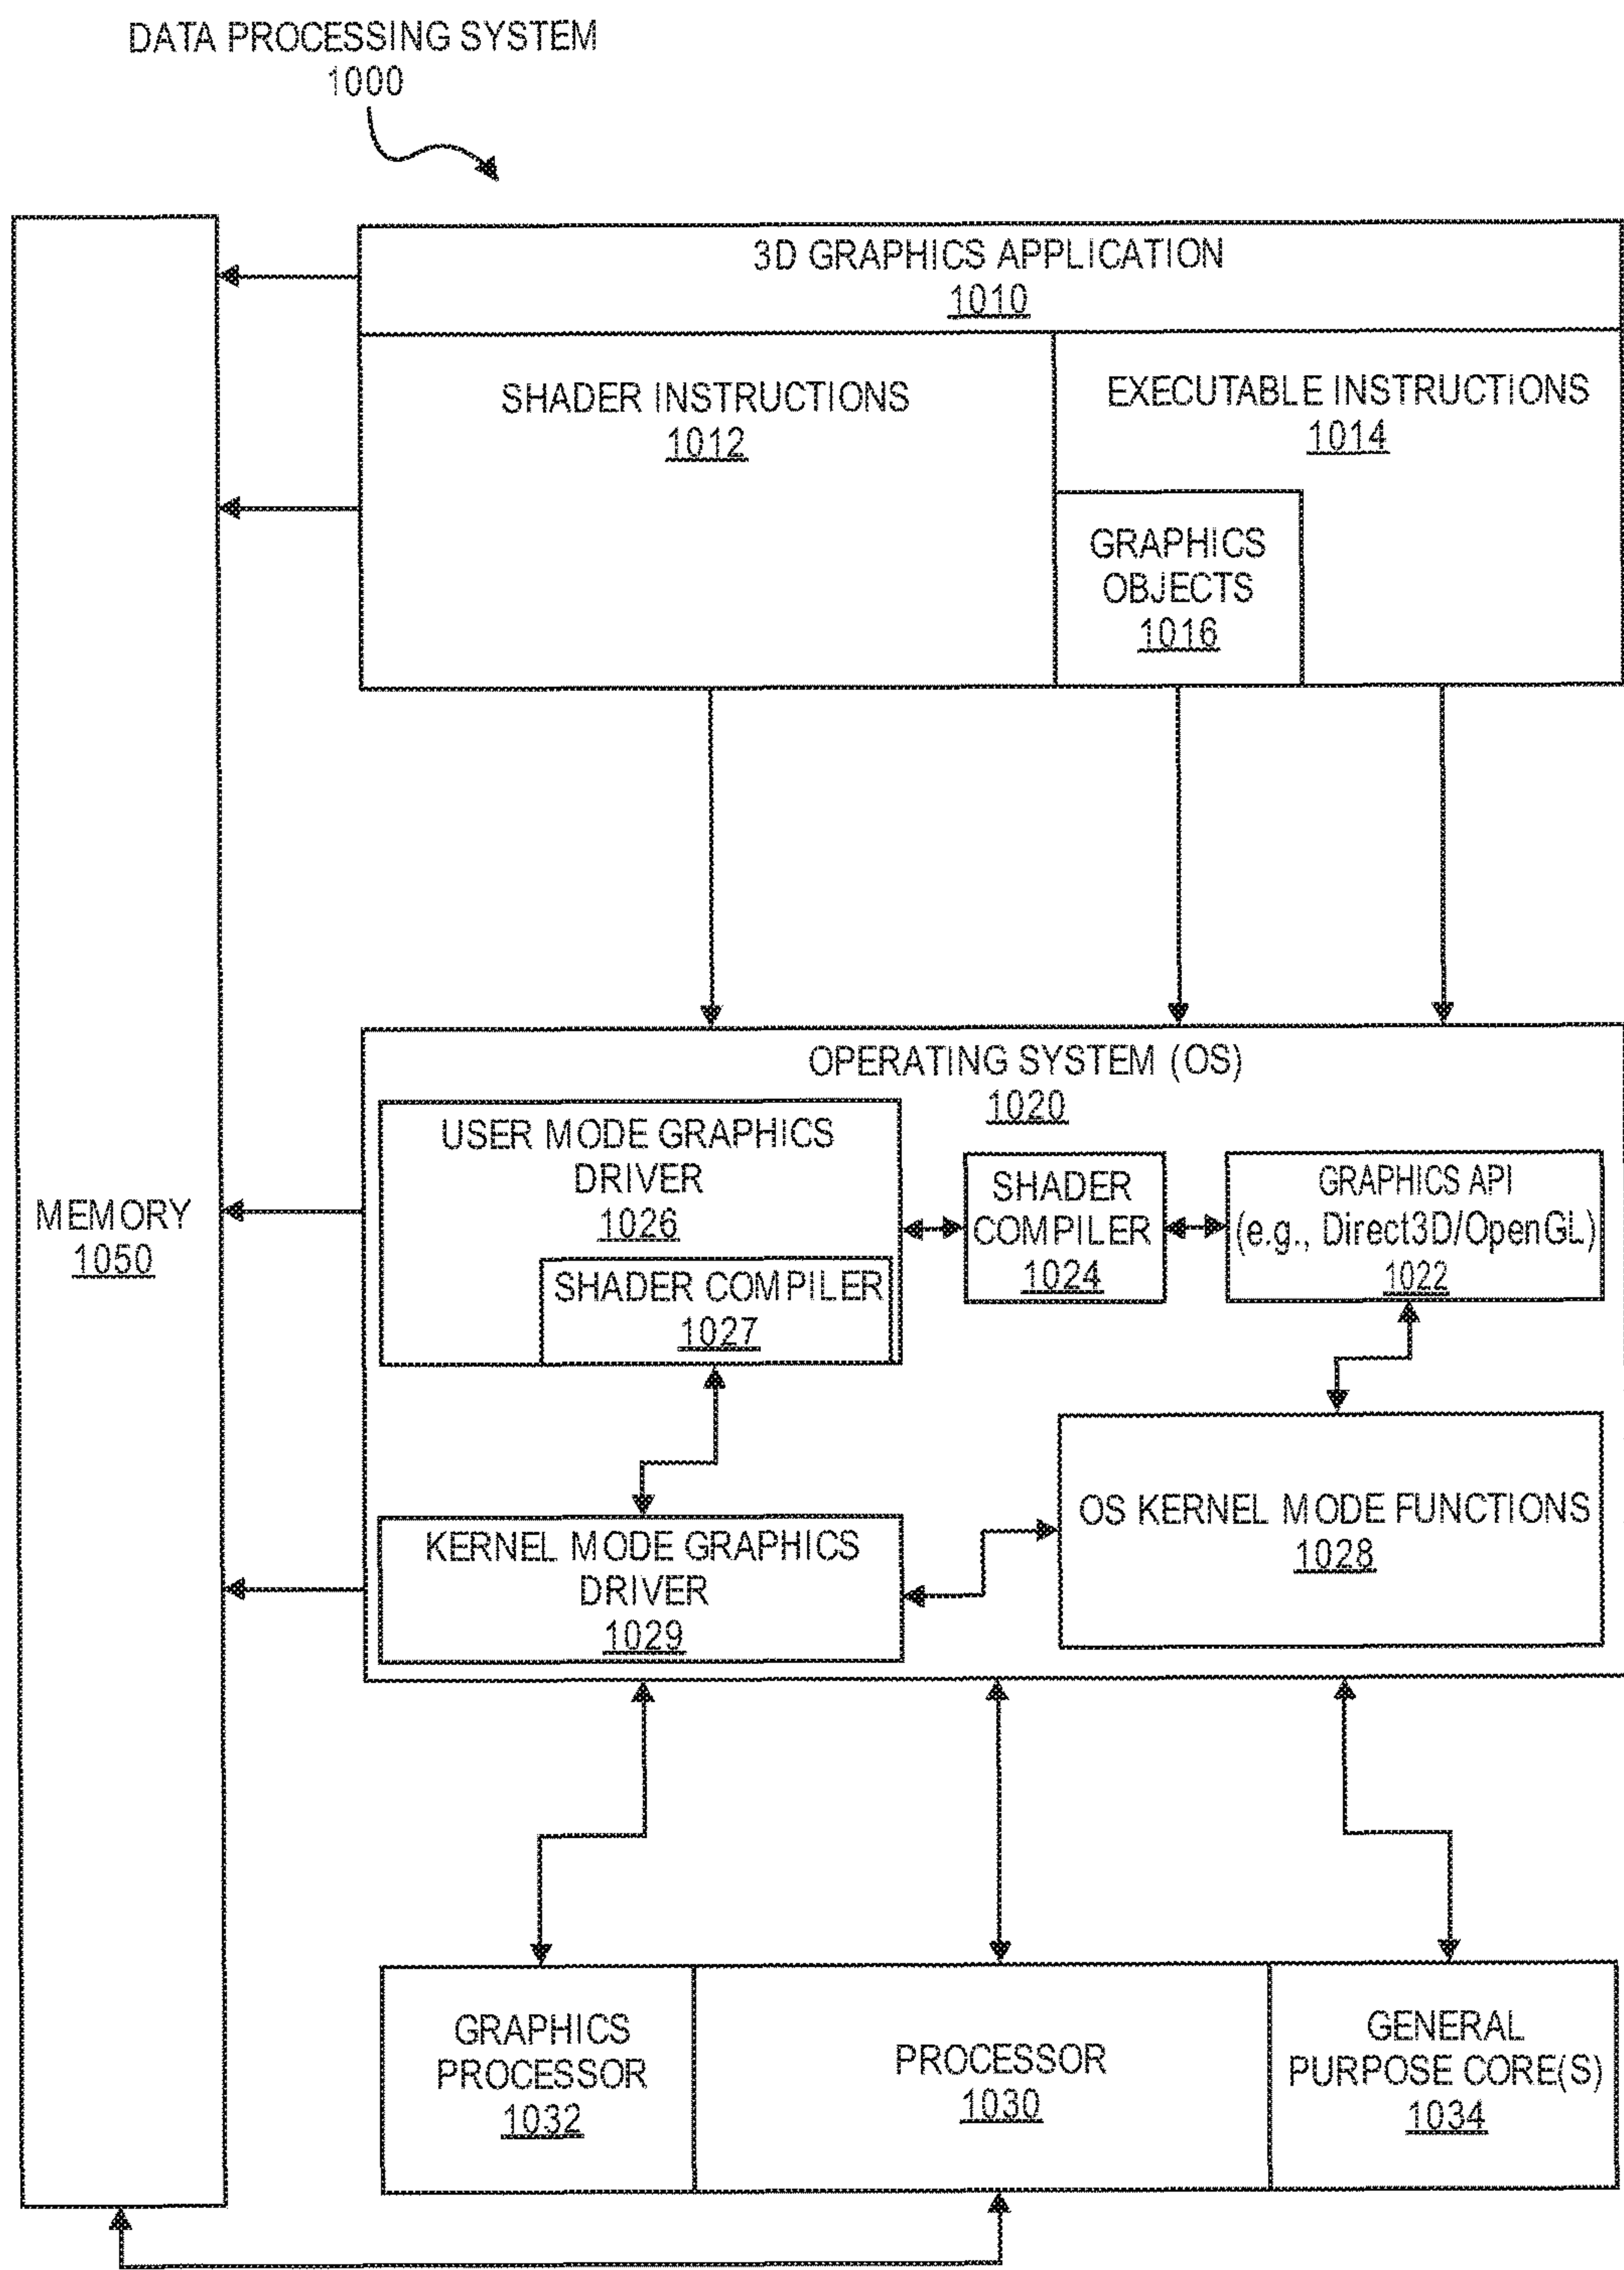 DATA PROCESSING SYSTEM
1000
3D GRAPHICS APPLICATION
1010
SHADER INSTRUCTIONS
1012
EXECUTABLE INSTRUCTIONS
1014
GRAPHICS
OBJECTS
1016
MEMORY
1050
OPERATING SYSTEM (OS)
1020
USER MODE GRAPHICS
DRIVER
1026
SHADER COMPILER
1027
SHADER
COMPILER
1024
GRAPHICS API
(e.g., Direct3D/OpenGL)
1022
KERNEL MODE GRAPHICS
DRIVER
1029
OS KERNEL MODE FUNCTIONS
1028
GRAPHICS
PROCESSOR
1032
PROCESSOR
1030
GENERAL
PURPOSE CORE(S)
1034